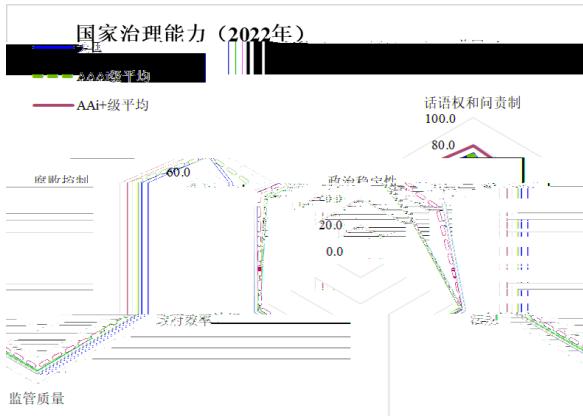 国家治理能力（2022年）
AAAi级平均
AAi+级平均
话语权和问责制
100.0
80.0
腐败控制
60.0
政治稳定性
20.0
0.0
政府效率
监管质量